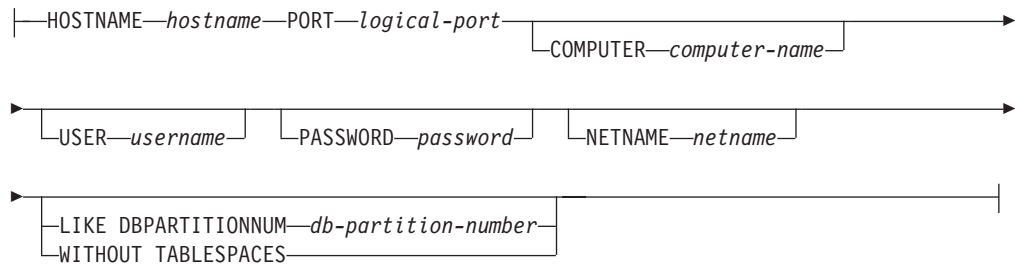 HOSTNAME hostname PORT logical-port
COMPUTER computer-name
USER username PASSWORD password NETNAME netname
LIKE DBPARTITIONNUM db-partition-number
WITHOUT TABLESPACES